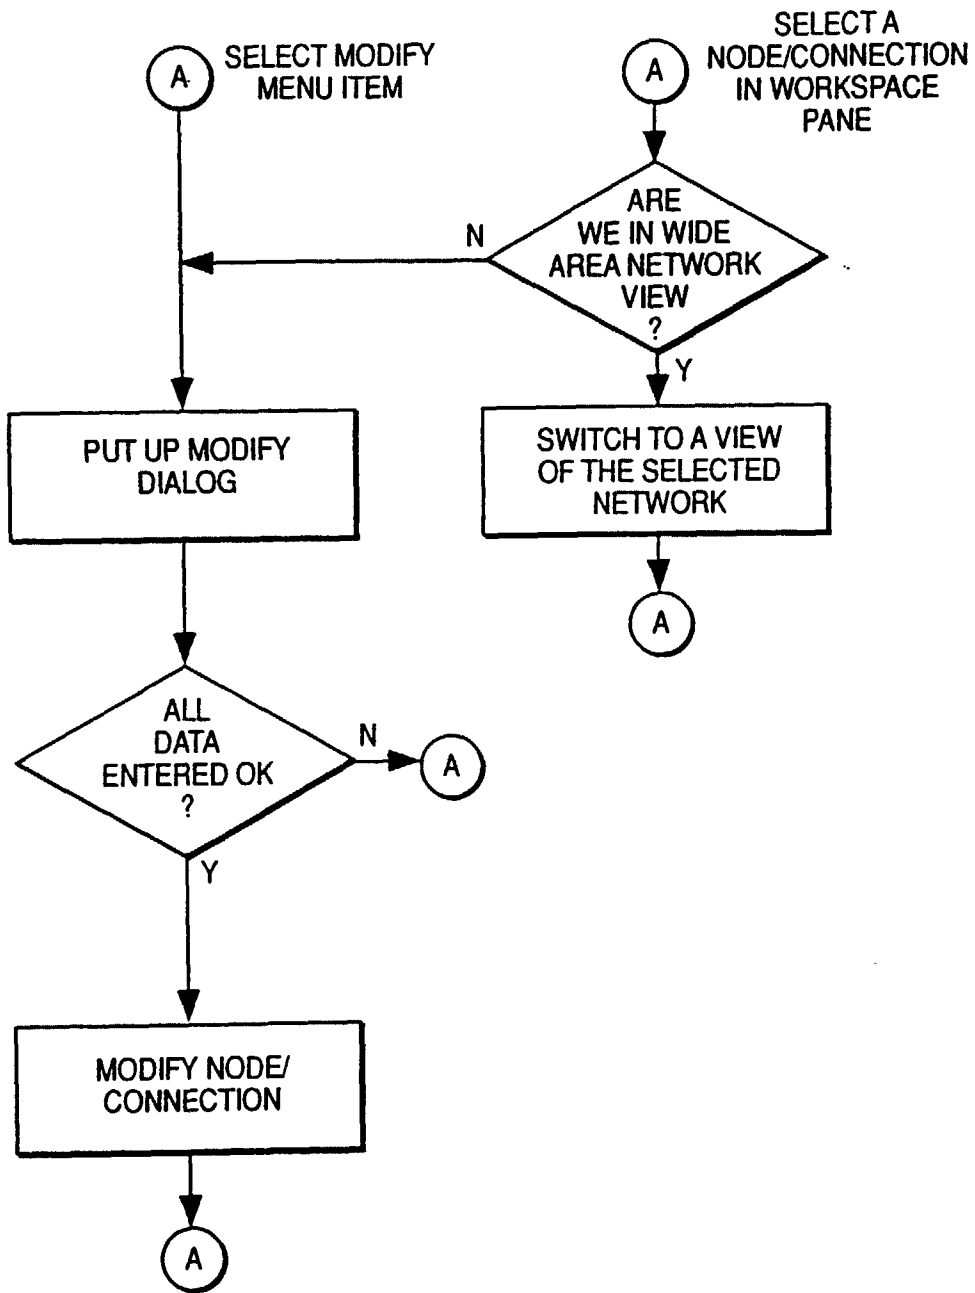 A
SELECT MODIFY
MENU ITEM
A
SELECT A
NODE/CONNECTION
IN WORKSPACE
PANE
ARE
WE IN WIDE
AREA NETWORK
VIEW
?
N
Y
PUT UP MODIFY
DIALOG
SWITCH TO A VIEW
OF THE SELECTED
NETWORK
A
ALL
DATA
ENTERED OK
?
N
A
Y
MODIFY NODE/
CONNECTION
A